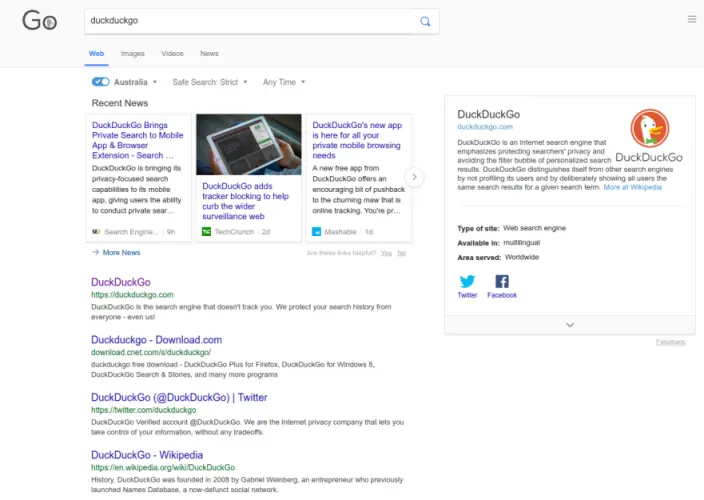 Go
duckduckgo
Web Images Videos News
Australia Safe Search: Strict Any Time
Recent News
DuckDuckGo Brings
Private Search to Mobile
App & Browser
Extension - Search ...
DuckDuckGo is bringing its
privacy-focused search
capabilities to its mobile
app, giving users the ability
to conduct private sear...
Search Engine... 9h
DuckDuckGo adds
tracker blocking to help
curb the wider
surveillance web
TechCrunch 2d
DuckDuckGo's new app
is here for all your
private mobile browsing
needs
A new free app from
DuckDuckGo offers an
encouraging bit of pushback
to the churning maw that is
online tracking. You're pr...
Mashable 1d
More News
Are these links helpful? Yes No
DuckDuckGo
https://duckduckgo.com
DuckDuckGo is the search engine that doesn't track you. We protect your search history from
everyone - even us!
Duckduckgo - Download.com
download.cnet.com/s/duckduckgo/
duckduckgo free download - DuckDuckGo Plus for Firefox, DuckDuckGo for Windows 8,
DuckDuckGo Search & Stories, and many more programs
DuckDuckGo (@DuckDuckGo) | Twitter
https://twitter.com/duckduckgo
DuckDuckGo Verified account @DuckDuckGo. We are the Internet privacy company that lets you
take control of your information, without any tradeoffs.
DuckDuckGo - Wikipedia
https://en.wikipedia.org/wiki/DuckDuckGo
History. DuckDuckGo was founded in 2008 by Gabriel Weinberg, an entrepreneur who previously
launched Names Database, a now-defunct social network.
DuckDuckGo
duckduckgo.com
DuckDuckGo is an Internet search engine that
emphasizes protecting searchers' privacy and
avoiding the filter bubble of personalized search
results. DuckDuckGo distinguishes itself from other search engines
by not profiling its users and by deliberately showing all users the
same search results for a given search term. More at Wikipedia
DuckDuckGo
Type of site: Web search engine
Available in: multilingual
Area served: Worldwide
Twitter Facebook
Feedback